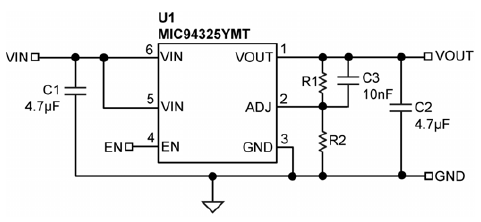 U1
MIC94325YMT
VIN
6
VIN
VOUT
1
VOUT
C1
4.7µF
R1
C3
10nF
5
VIN
ADJ
2
C2
4.7µF
EN
4
EN
GND
3
R2
GND